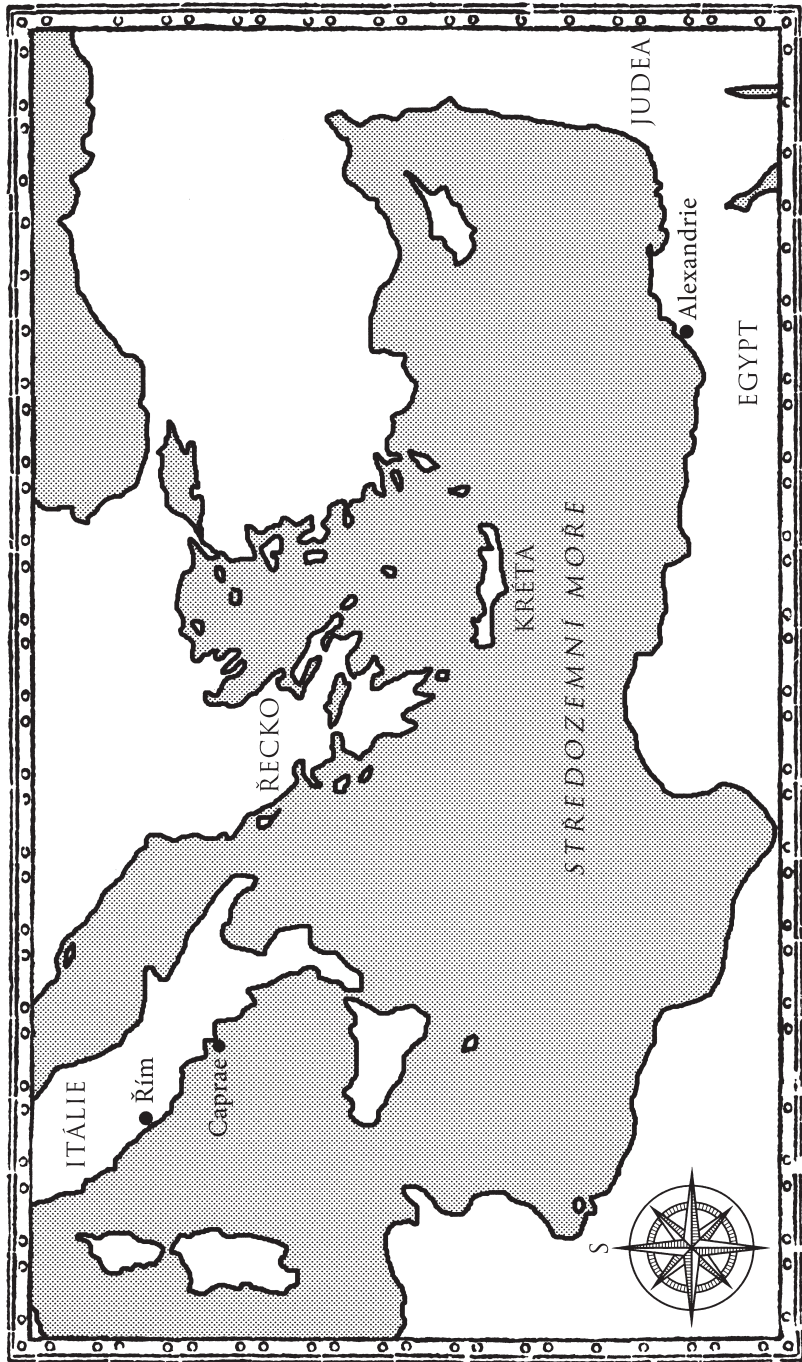 ITÁLIE
Řím
Caprae
ŘECKO
KRÉTA
STŘEDOZEMNÍ MOŘE
JUDEA
Alexandrie
EGYPT
S